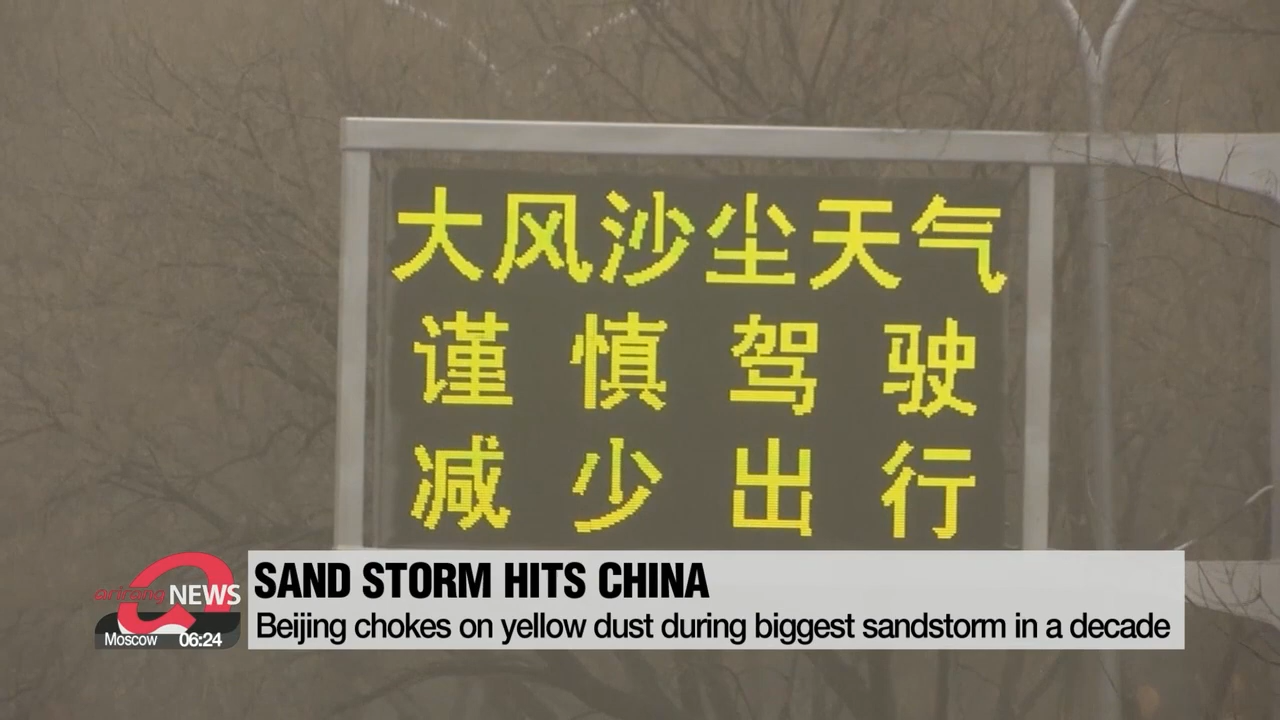 大风沙尘天气
谨慎驾驶
减少出行
arirang NEWS
Moscow 06:24
SAND STORM HITS CHINA
Beijing chokes on yellow dust during biggest sandstorm in a decade